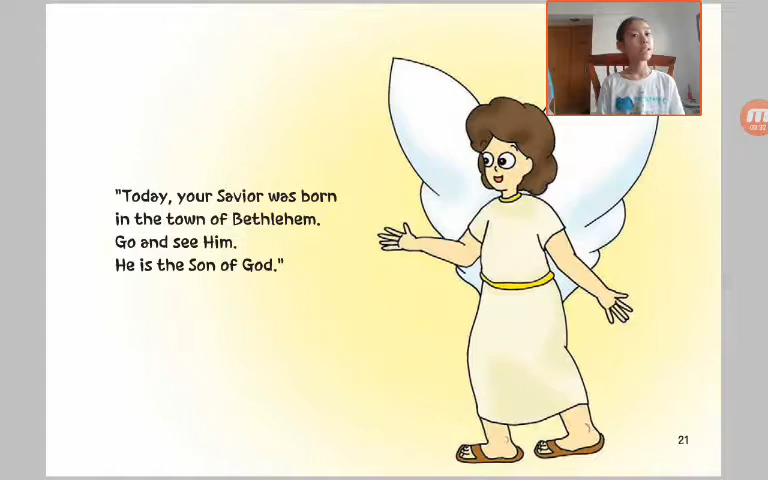 "Today, your Savior was born
in the town of Bethlehem.
Go and see Him.
He is the Son of God."
21